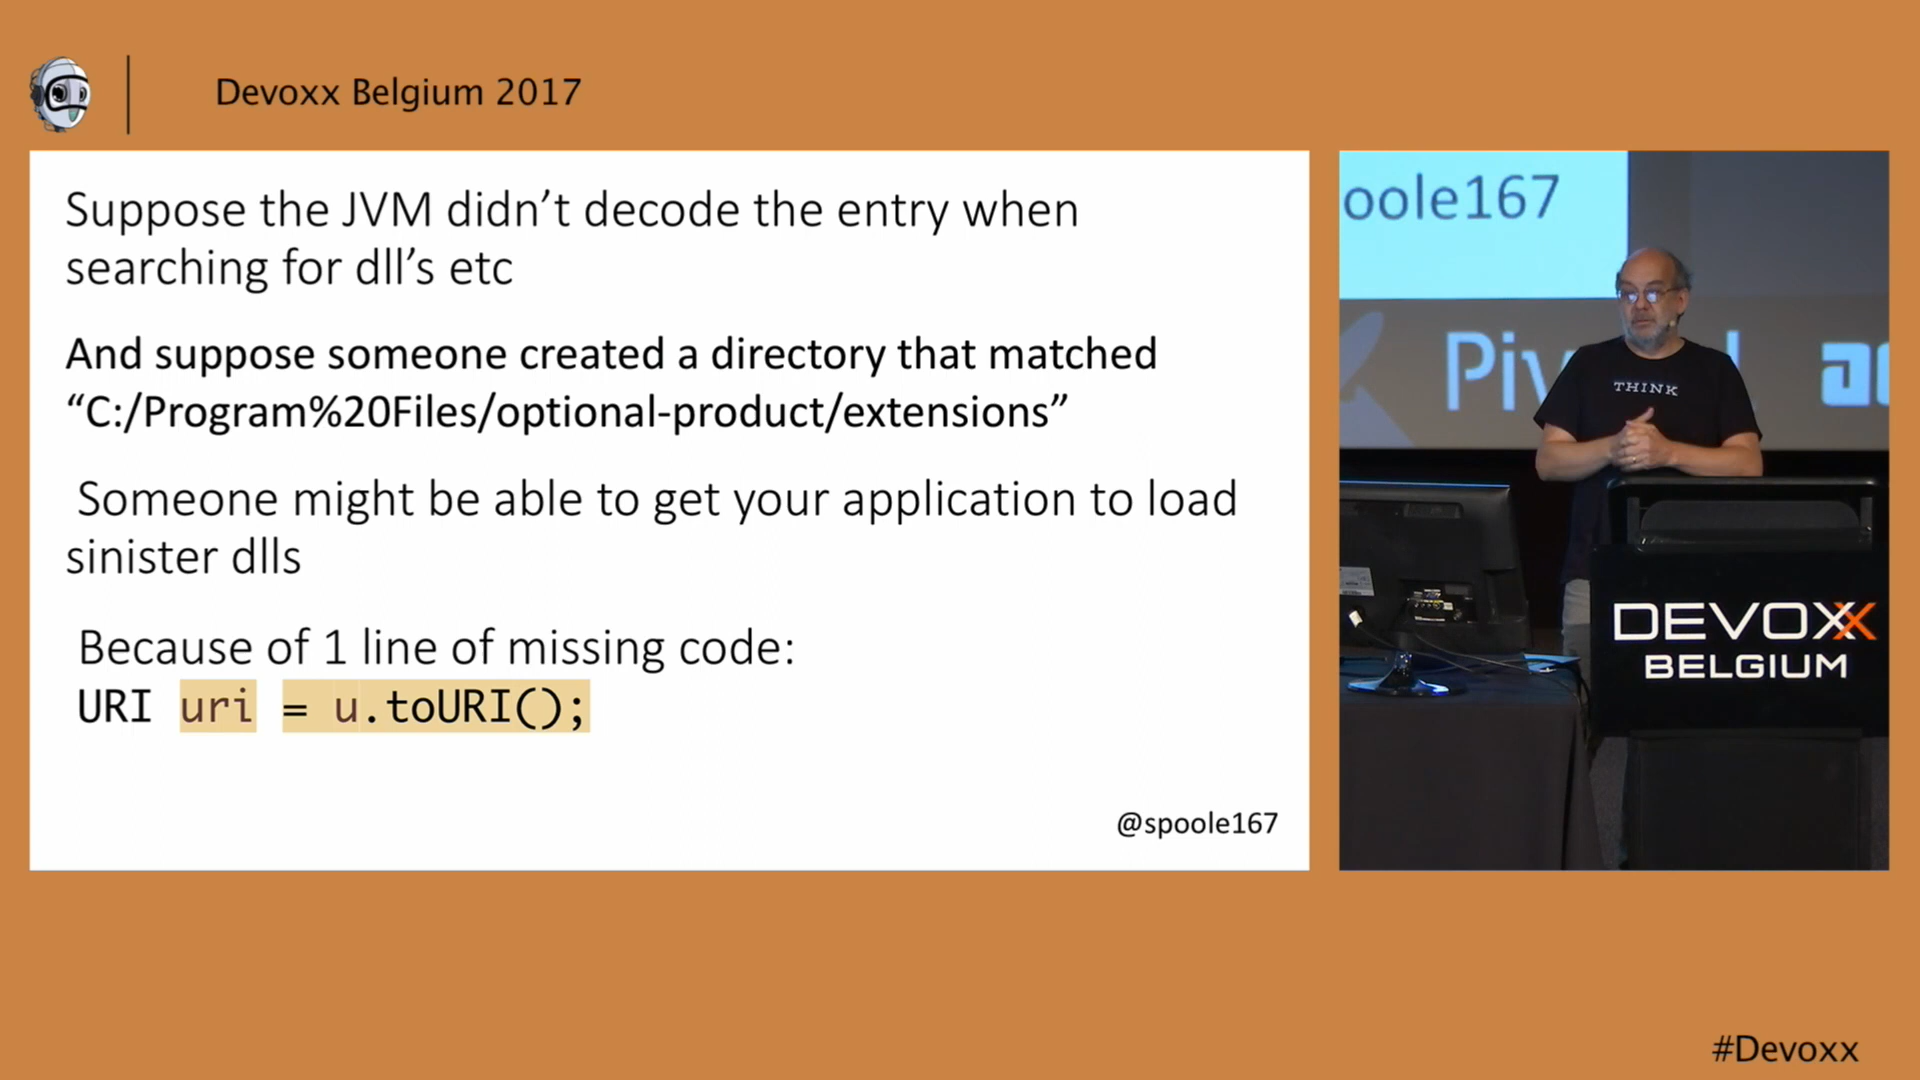 Devoxx Belgium 2017
Suppose the JVM didn’t decode the entry when
searching for dll’s etc
And suppose someone created a directory that matched
“C:/Program%20Files/optional-product/extensions”
Someone might be able to get your application to load
sinister dlls
Because of 1 line of missing code:
URI uri = u.toURI();
@spoole167
oole167
Piv
THINK
DEVOXX
BELGIUM
#Devoxx